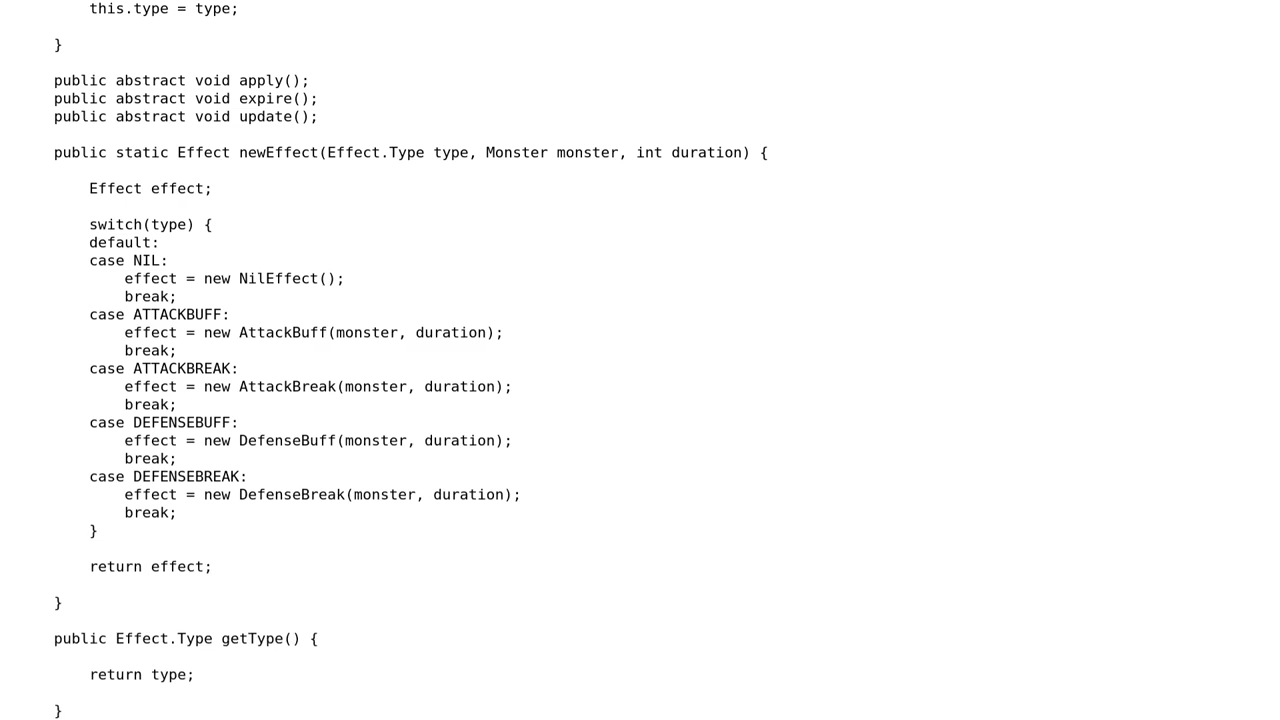 this.type = type;
}
public abstract void apply();
public abstract void expire();
public abstract void update();
public static Effect newEffect(Effect.Type type, Monster monster, int duration) {
Effect effect;
switch(type) {
default:
case NIL:
effect = new NilEffect();
break;
case ATTACKBUFF:
effect = new AttackBuff(monster, duration);
break;
case ATTACKBREAK:
effect = new AttackBreak(monster, duration);
break;
case DEFENSEBUFF:
effect = new DefenseBuff(monster, duration);
break;
case DEFENSEBREAK:
effect = new DefenseBreak(monster, duration);
break;
}
return effect;
}
public Effect.Type getType() {
return type;
}